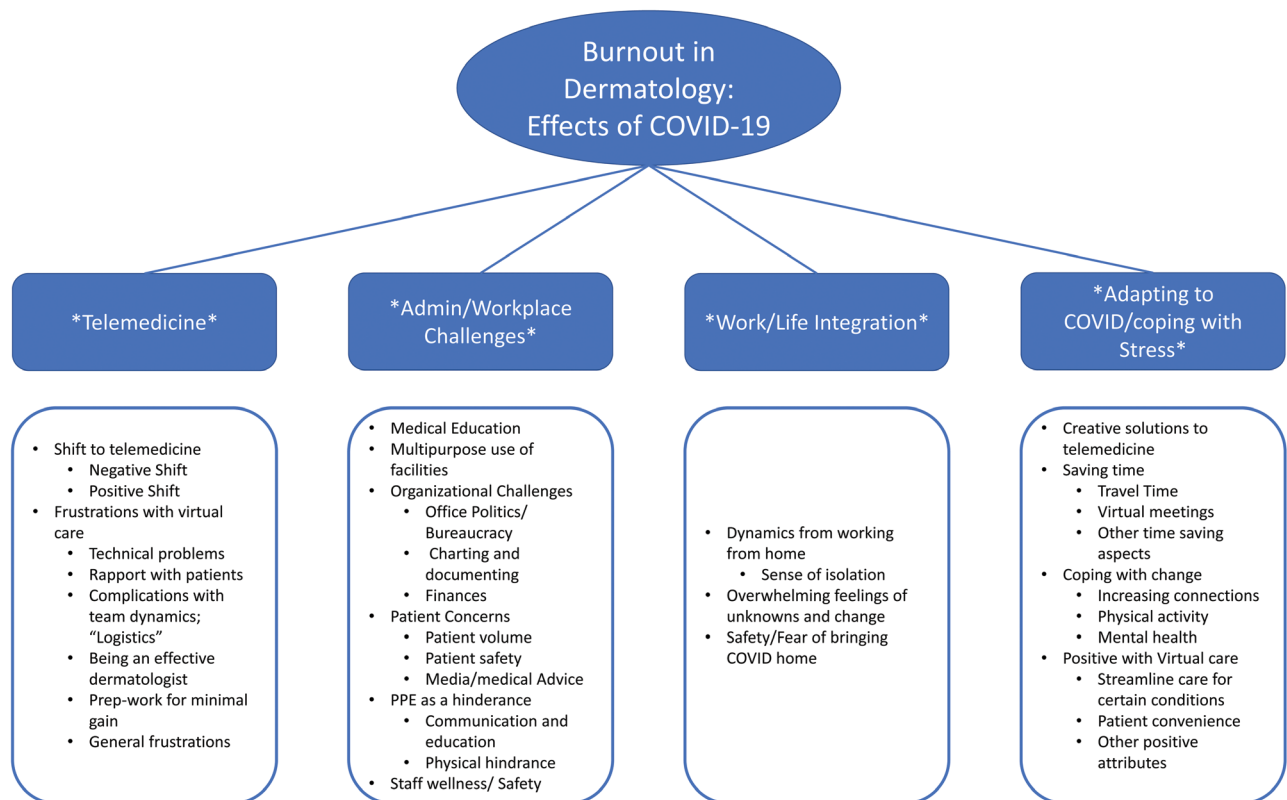 Burnout in
Dermatology:
Effects of COVID-19
*Telemedicine*
*Admin/Workplace
Challenges*
*Work/Life Integration*
*Adapting to
COVID/coping with
Stress*
• Shift to telemedicine
• Negative Shift
• Positive Shift
• Frustrations with virtual
care
• Technical problems
• Rapport with patients
• Complications with
team dynamics;
“Logistics”
• Being an effective
dermatologist
• Prep-work for minimal
gain
• General frustrations
• Medical Education
• Multipurpose use of
facilities
• Organizational Challenges
• Office Politics/
Bureaucracy
• Charting and
documenting
• Finances
• Patient Concerns
• Patient volume
• Patient safety
• Media/medical Advice
• PPE as a hinderance
• Communication and
education
• Physical hindrance
• Staff wellness/ Safety
• Dynamics from working
from home
• Sense of isolation
• Overwhelming feelings of
unknowns and change
• Safety/Fear of bringing
COVID home
• Creative solutions to
telemedicine
• Saving time
• Travel Time
• Virtual meetings
• Other time saving
aspects
• Coping with change
• Increasing connections
• Physical activity
• Mental health
• Positive with Virtual care
• Streamline care for
certain conditions
• Patient convenience
• Other positive
attributes